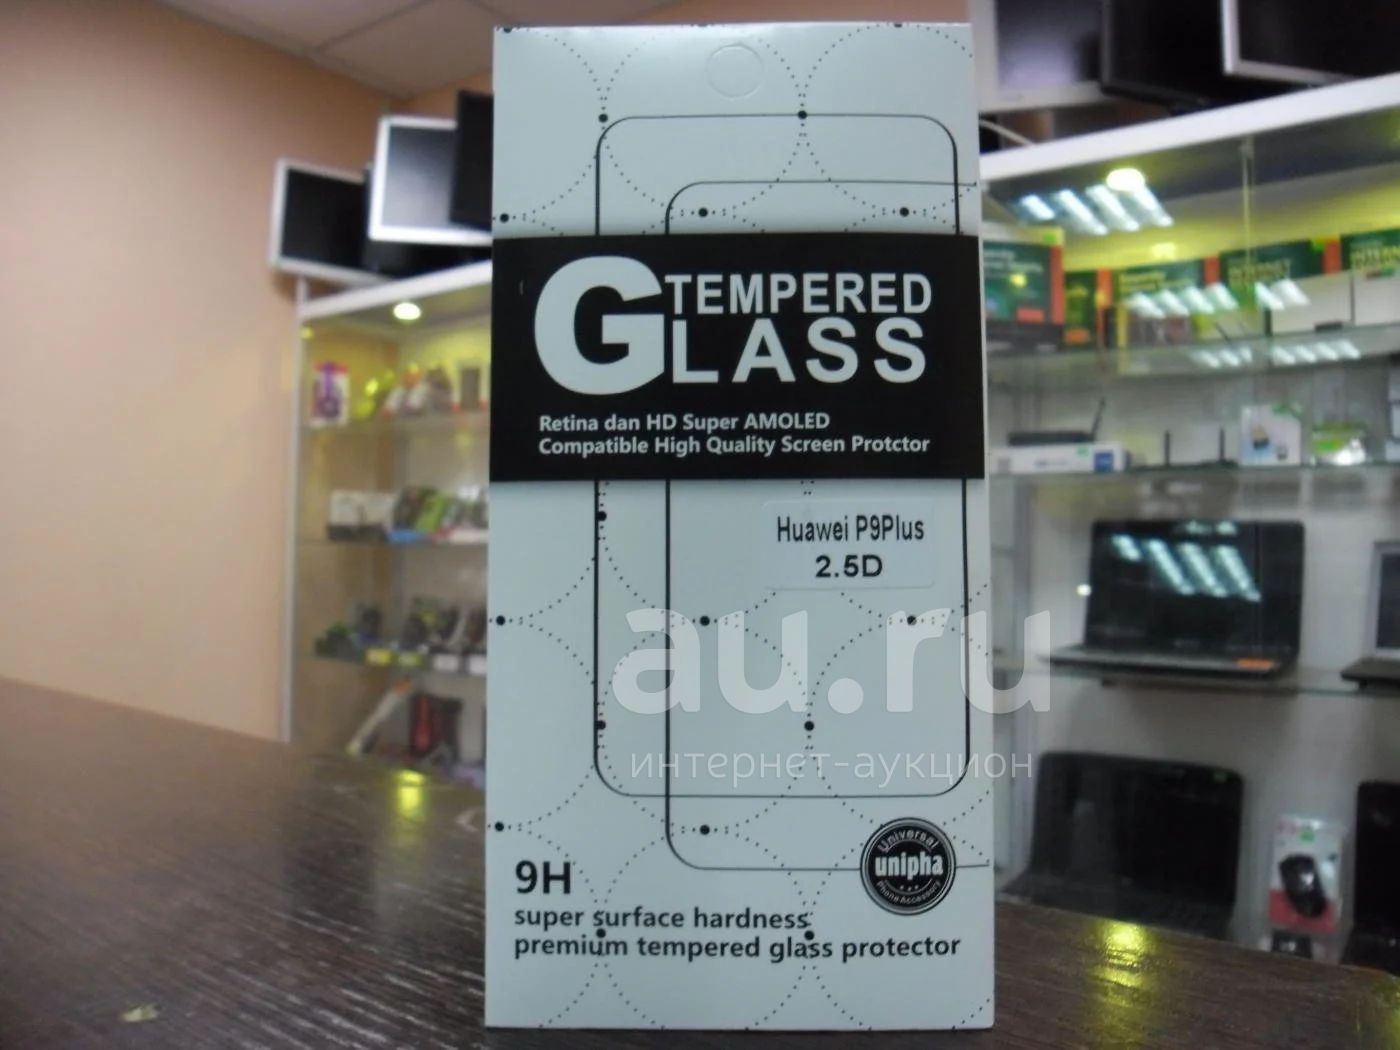 TEMPERED
GLASS
Retina dan HD Super AMOLED
Compatible High Quality Screen Protctor
Huawei P9Plus
2.5D
au.ru
интернет-аукцион
Universal
unipha
Phone Accessory
9H
super surface hardness
premium tempered glass protector